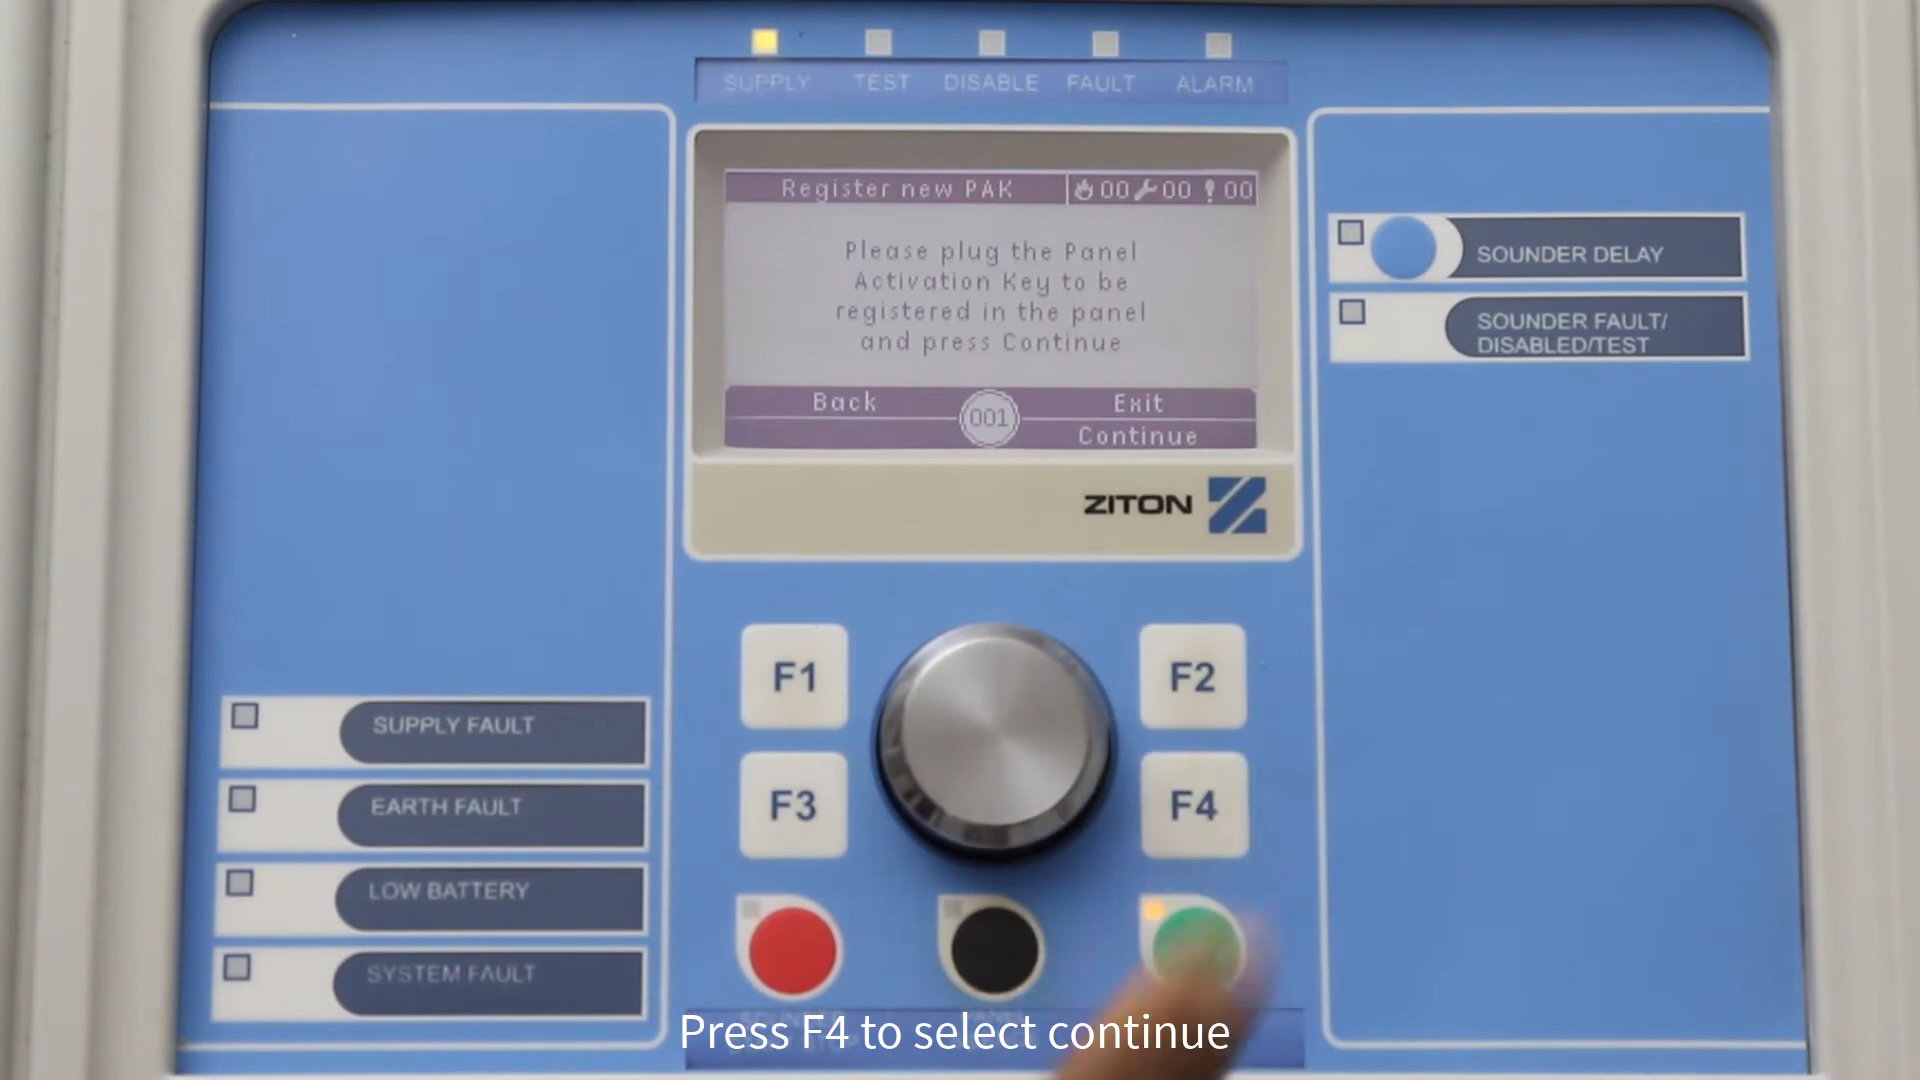 SUPPLY TEST DISABLE FAULT ALARM
Register new PAK 00 00 00
Please plug the Panel
Activation Key to be
registered in the panel
and press Continue
Back Exit
001
Continue
ZITON
SOUNDER DELAY
SOUNDER FAULT/
DISABLED/TEST
F1 F2
F3 F4
SUPPLY FAULT
EARTH FAULT
LOW BATTERY
SYSTEM FAULT
Press F4 to select continue